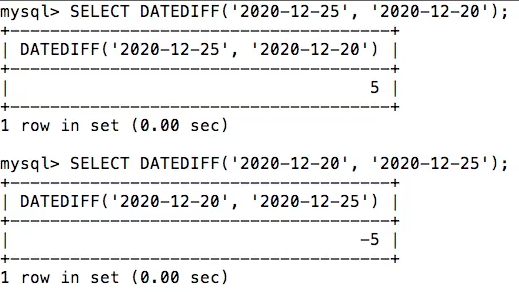 mysql> SELECT DATEDIFF('2020-12-25', '2020-12-20');
+--------------------------------------+
| DATEDIFF('2020-12-25', '2020-12-20') |
+--------------------------------------+
|                                    5 |
+--------------------------------------+
1 row in set (0.00 sec)

mysql> SELECT DATEDIFF('2020-12-20', '2020-12-25');
+--------------------------------------+
| DATEDIFF('2020-12-20', '2020-12-25') |
+--------------------------------------+
|                                   -5 |
+--------------------------------------+
1 row in set (0.00 sec)